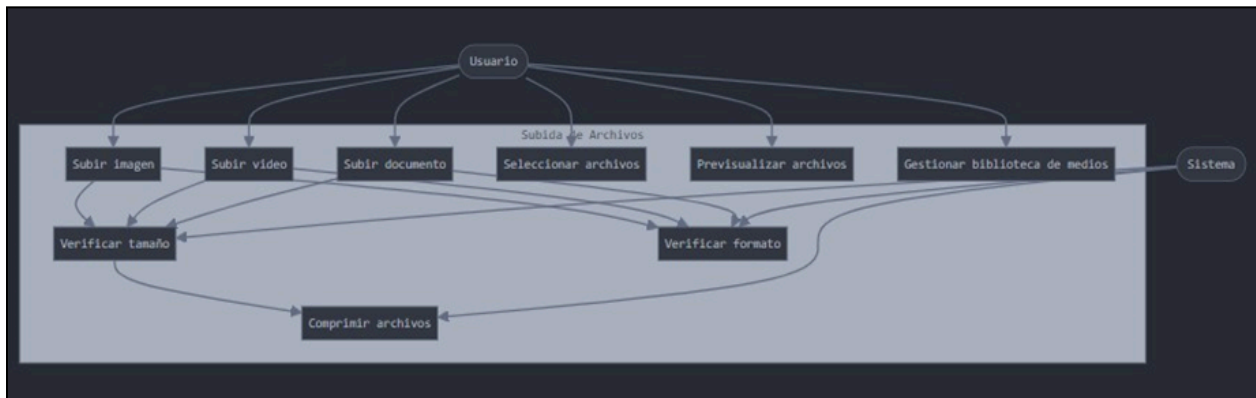 Usuario
Subida de Archivos
Subir imagen
Subir video
Subir documento
Seleccionar archivos
Previsualizar archivos
Gestionar biblioteca de medios
Sistema
Verificar tamaño
Verificar formato
Comprimir archivos